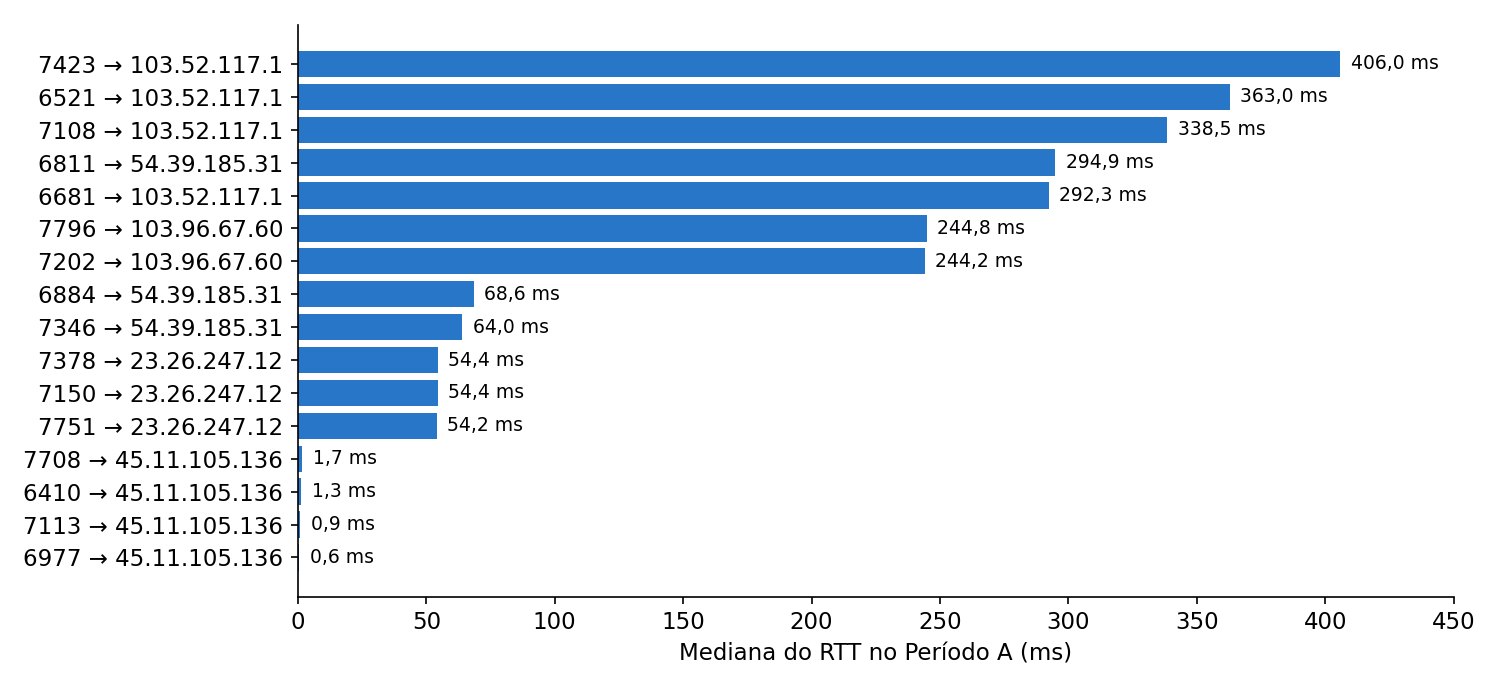 7423 → 103.52.117.1 406,0 ms
6521 → 103.52.117.1 363,0 ms
7108 → 103.52.117.1 338,5 ms
6811 → 54.39.185.31 294,9 ms
6681 → 103.52.117.1 292,3 ms
7796 → 103.96.67.60 244,8 ms
7202 → 103.96.67.60 244,2 ms
6884 → 54.39.185.31 68,6 ms
7346 → 54.39.185.31 64,0 ms
7378 → 23.26.247.12 54,4 ms
7150 → 23.26.247.12 54,4 ms
7751 → 23.26.247.12 54,2 ms
7708 → 45.11.105.136 1,7 ms
6410 → 45.11.105.136 1,3 ms
7113 → 45.11.105.136 0,9 ms
6977 → 45.11.105.136 0,6 ms
0 50 100 150 200 250 300 350 400 450
Mediana do RTT no Período A (ms)